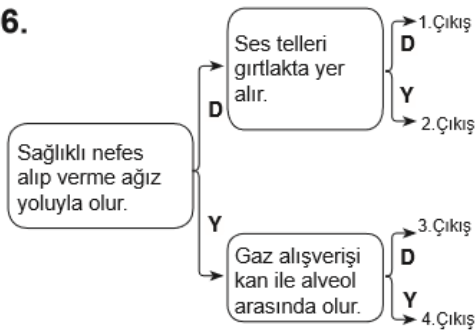 6.
Sağlıklı nefes
alıp verme ağız
yoluyla olur.
D
Y
Ses telleri
gırtlakta yer
alır.
D
Y
1.Çıkış
2.Çıkış
Gaz alışverişi
kan ile alveol
arasında olur.
D
Y
3.Çıkış
4.Çıkış